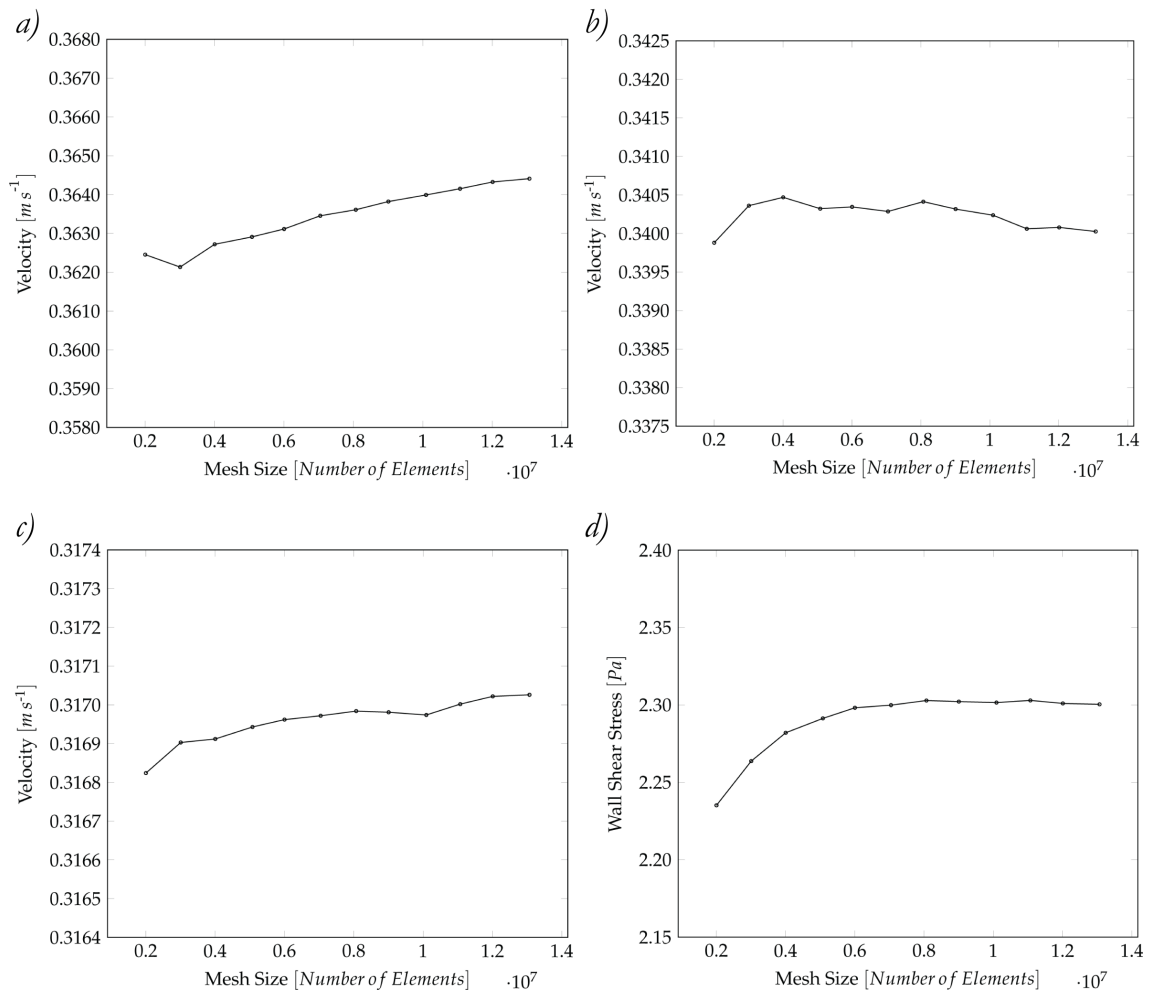 a)
0.3680
0.3670
0.3660
0.3650
0.3640
0.3630
0.3620
0.3610
0.3600
0.3590
0.3580
Velocity [m s⁻¹]
0.2 0.4 0.6 0.8 1 1.2 1.4
Mesh Size [Number of Elements] ·10⁷
b)
0.3425
0.3420
0.3415
0.3410
0.3405
0.3400
0.3395
0.3390
0.3385
0.3380
0.3375
Velocity [m s⁻¹]
0.2 0.4 0.6 0.8 1 1.2 1.4
Mesh Size [Number of Elements] ·10⁷
c)
0.3174
0.3173
0.3172
0.3171
0.3170
0.3169
0.3168
0.3167
0.3166
0.3165
0.3164
Velocity [m s⁻¹]
0.2 0.4 0.6 0.8 1 1.2 1.4
Mesh Size [Number of Elements] ·10⁷
d)
2.40
2.35
2.30
2.25
2.20
2.15
Wall Shear Stress [Pa]
0.2 0.4 0.6 0.8 1 1.2 1.4
Mesh Size [Number of Elements] ·10⁷